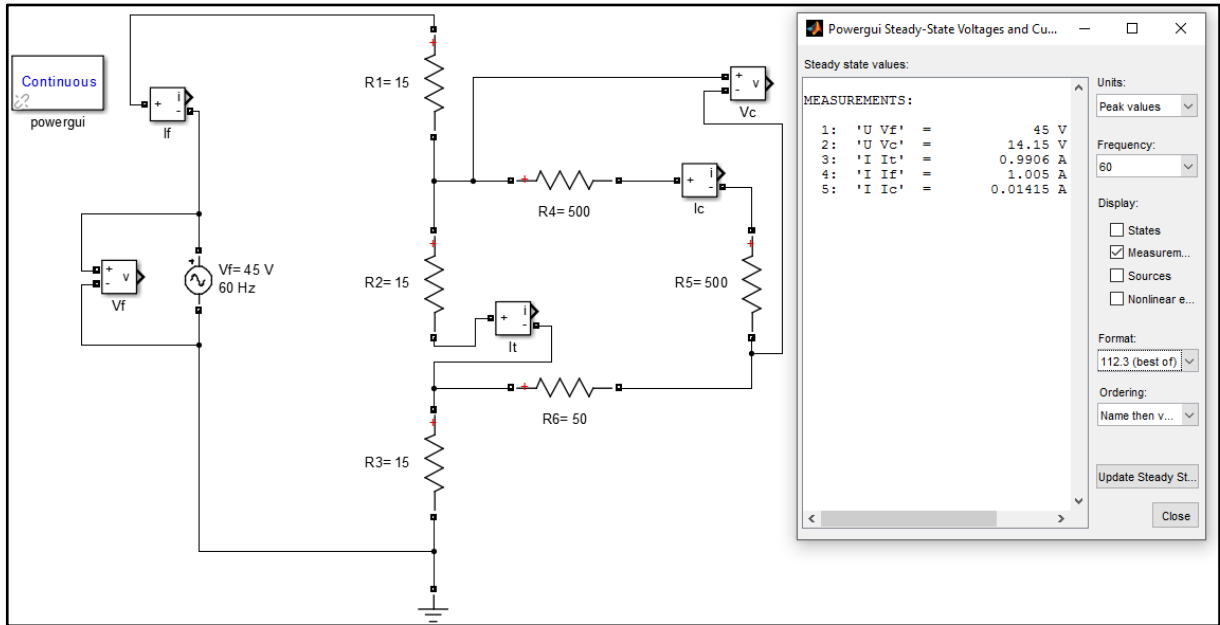 Continuous
powergui
+
-
i
If
R1= 15
+
-
v
Vc
R4= 500
+
-
i
Ic
+
-
v
Vf
Vf= 45 V
60 Hz
R2= 15
+
-
i
It
R5= 500
R6= 50
R3= 15
Powergui Steady-State Voltages and Cu...
Steady state values:
MEASUREMENTS:
1: 'U Vf' = 45 V
2: 'U Vc' = 14.15 V
3: 'I It' = 0.9906 A
4: 'I If' = 1.005 A
5: 'I Ic' = 0.01415 A
Units:
Peak values
Frequency:
60
Display:
States
Measurem...
Sources
Nonlinear e...
Format:
112.3 (best of)
Ordering:
Name then v...
Update Steady St...
Close